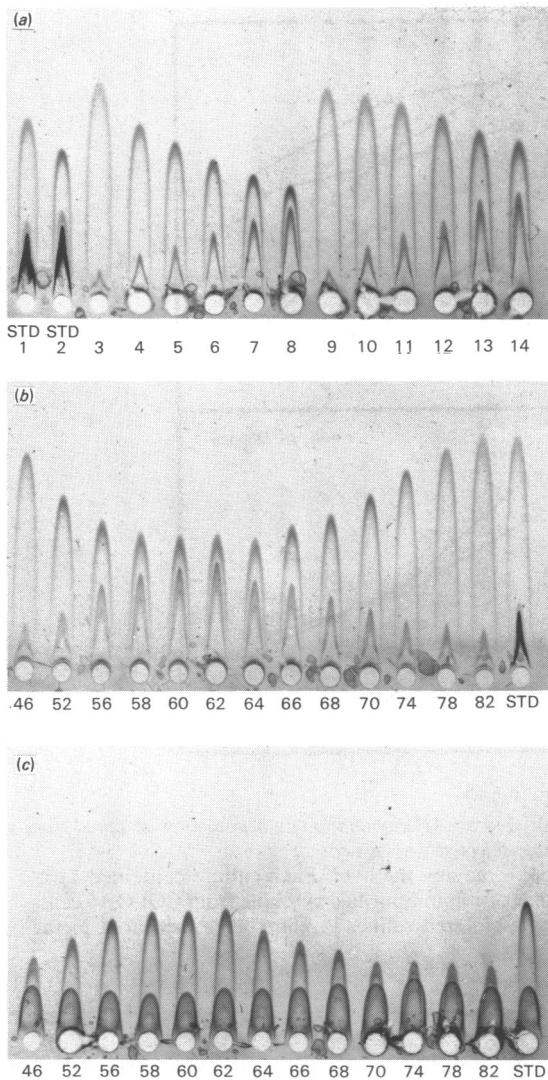 (a)
STD STD
1 2 3 4 5 6 7 8 9 10 11 12 13 14
(b)
.46 52 56 58 60 62 64 66 68 70 74 78 82 STD
(c)
46 52 56 58 60 62 64 66 68 70 74 78 82 STD